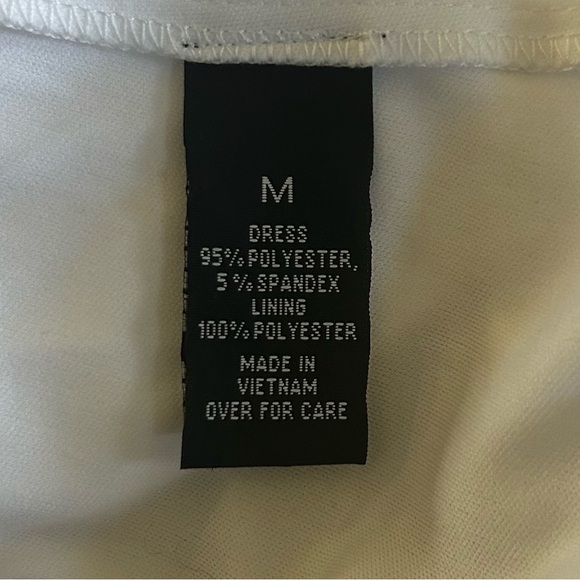 M
DRESS
95% POLYESTER,
5% SPANDEX
LINING
100% POLYESTER
MADE IN
VIETNAM
OVER FOR CARE